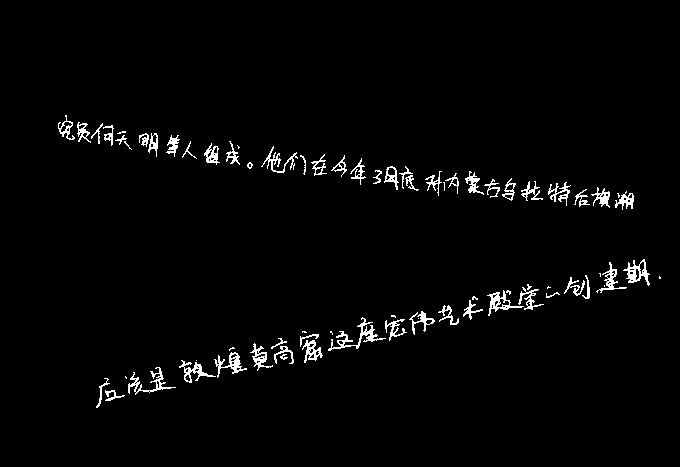 究员何天明等人组成。他们在今年3月底对内蒙古乌拉特后旗潮
应该是敦煌莫高窟这座宏伟艺术殿堂的创建期.